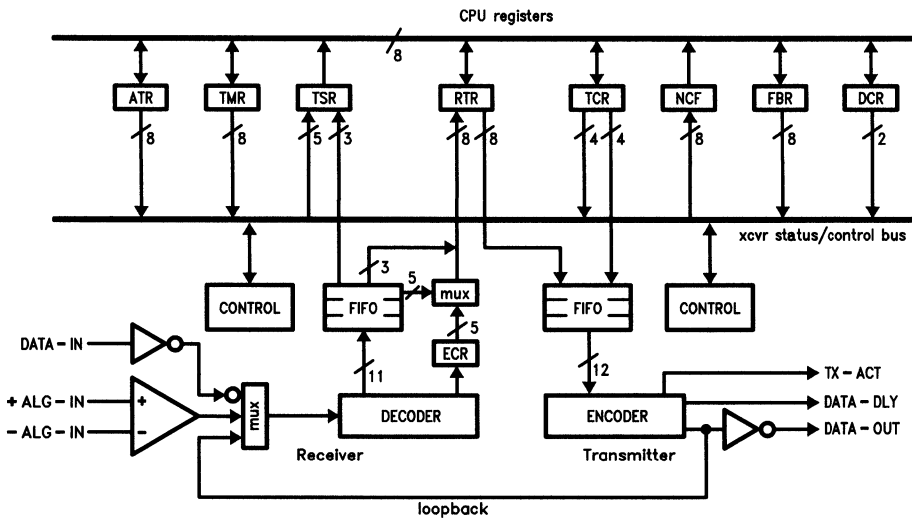 CPU registers
8
ATR
TMR
TSR
RTR
TCR
NCF
FBR
DCR
8
8
5
3
8
8
4
4
8
8
2
xcvr status/control bus
3
5
CONTROL
FIFO
mux
FIFO
CONTROL
5
DATA-IN
ECR
11
12
TX-ACT
+ ALG-IN
+
mux
DECODER
ENCODER
DATA-DLY
- ALG-IN
-
DATA-OUT
Receiver
Transmitter
loopback